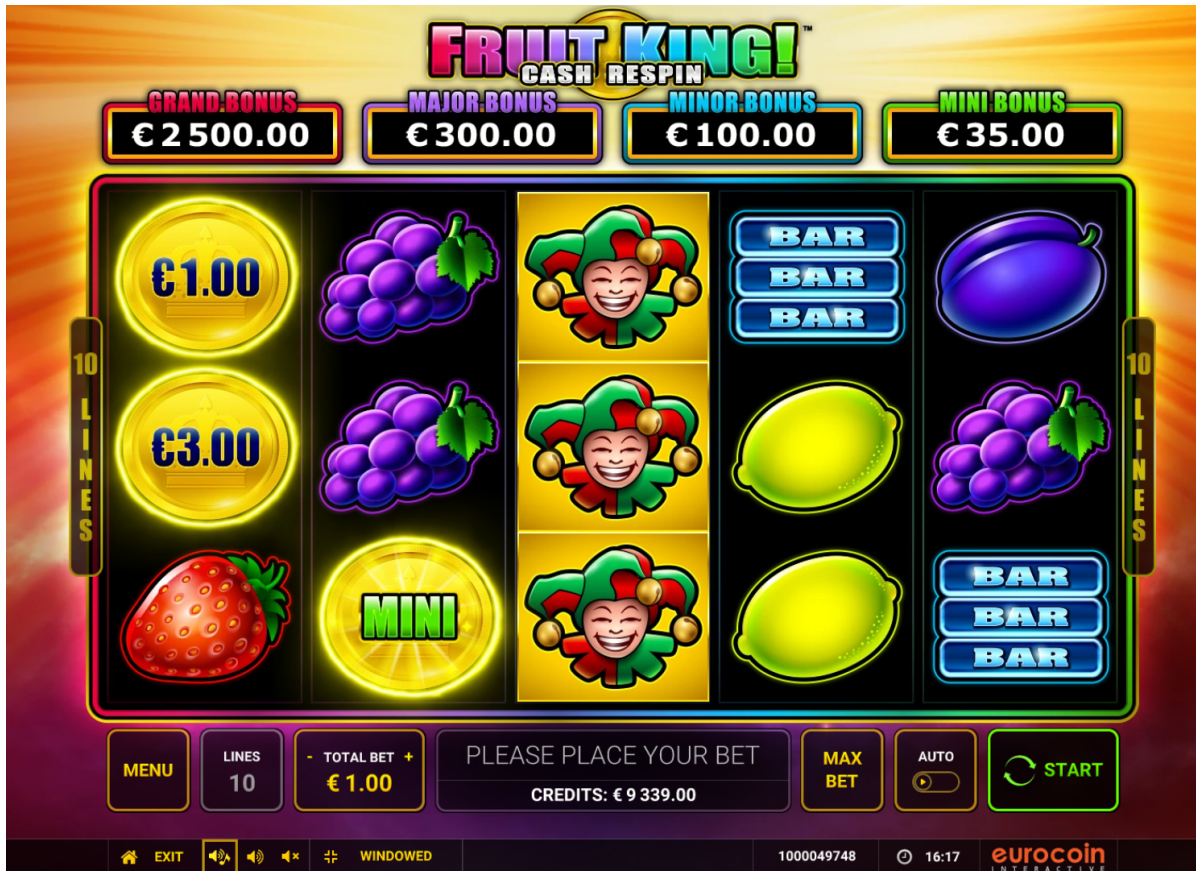 FRUIT KING!™
CASH RESPIN
GRAND BONUS
€ 2 500.00
MAJOR BONUS
€ 300.00
MINOR BONUS
€ 100.00
MINI BONUS
€ 35.00
€1.00
BAR
BAR
BAR
10 LINES
10 LINES
€3.00
MINI
BAR
BAR
BAR
MENU
LINES
10
- TOTAL BET +
€ 1.00
PLEASE PLACE YOUR BET
CREDITS: € 9 339.00
MAX
BET
AUTO
START
EXIT
WINDOWED
1000049748
16:17
eurocoin
INTERACTIVE